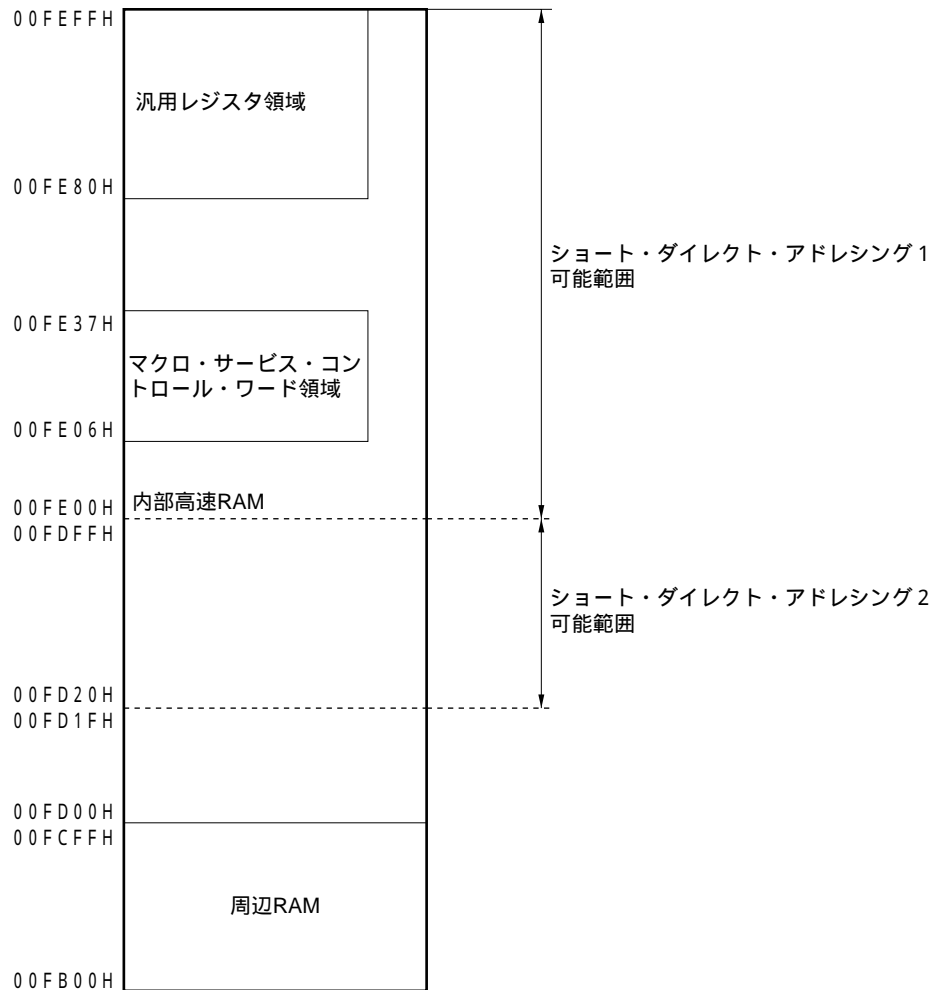 00FEFFH
汎用レジスタ領域
00FE80H
ショート・ダイレクト・アドレシング1
可能範囲
00FE37H
マクロ・サービス・コン
トロール・ワード領域
00FE06H
00FE00H
内部高速RAM
00FDFFH
ショート・ダイレクト・アドレシング2
可能範囲
00FD20H
00FD1FH
00FD00H
00FCFFH
周辺RAM
00FB00H